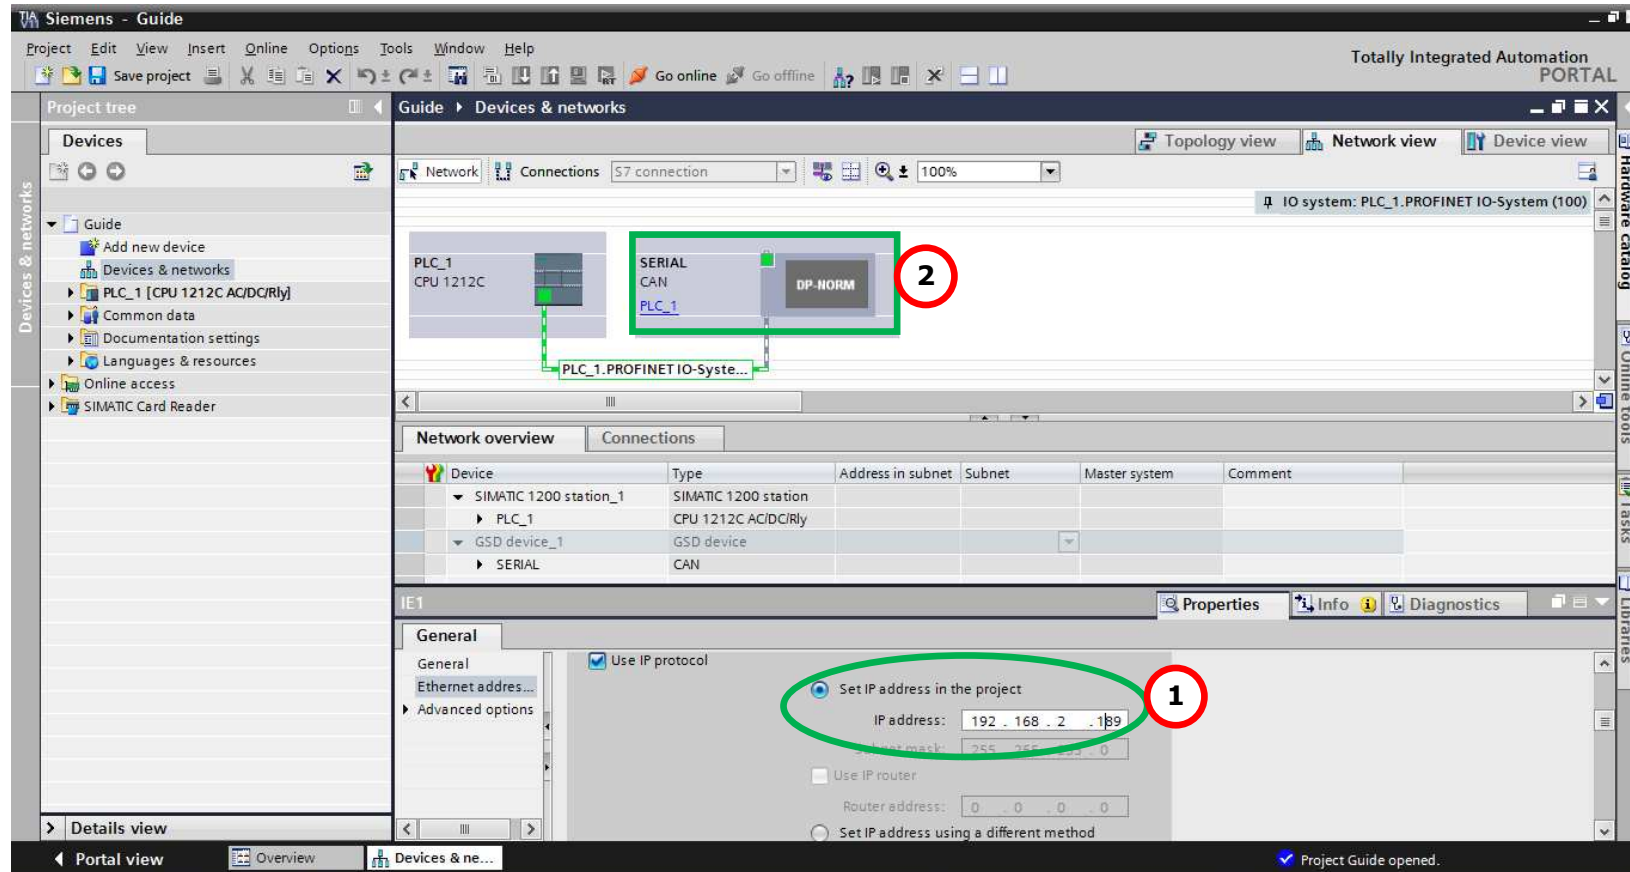 Siemens - Guide
Project Edit View Insert Online Options Tools Window Help
Totally Integrated Automation
PORTAL
Save project Go online Go offline
Project tree
Guide Devices & networks
Devices
Topology view Network view Device view
Network Connections S7 connection 100%
IO system: PLC_1.PROFINET IO-System (100)
Guide
Add new device
Devices & networks
PLC_1 [CPU 1212C AC/DC/Rly]
Common data
Documentation settings
Languages & resources
Online access
SIMATIC Card Reader
Devices & networks
PLC_1
CPU 1212C
SERIAL
CAN
PLC_1
DP-NORM
2
PLC_1.PROFINET IO-Syste...
Network overview Connections
Device Type Address in subnet Subnet Master system Comment
SIMATIC 1200 station_1 SIMATIC 1200 station
PLC_1 CPU 1212C AC/DC/Rly
GSD device_1 GSD device
SERIAL CAN
IE1
Properties Info Diagnostics
General
General
Ethernet addres...
Advanced options
Use IP protocol
Set IP address in the project
1
IP address: 192 . 168 . 2 . 189
Subnet mask: 255 . 255 . 255 . 0
Use IP router
Router address: 0 . 0 . 0 . 0
Set IP address using a different method
Hardware catalog
Online tools
Tasks
Libraries
Details view
Portal view Overview Devices & ne...
Project Guide opened.